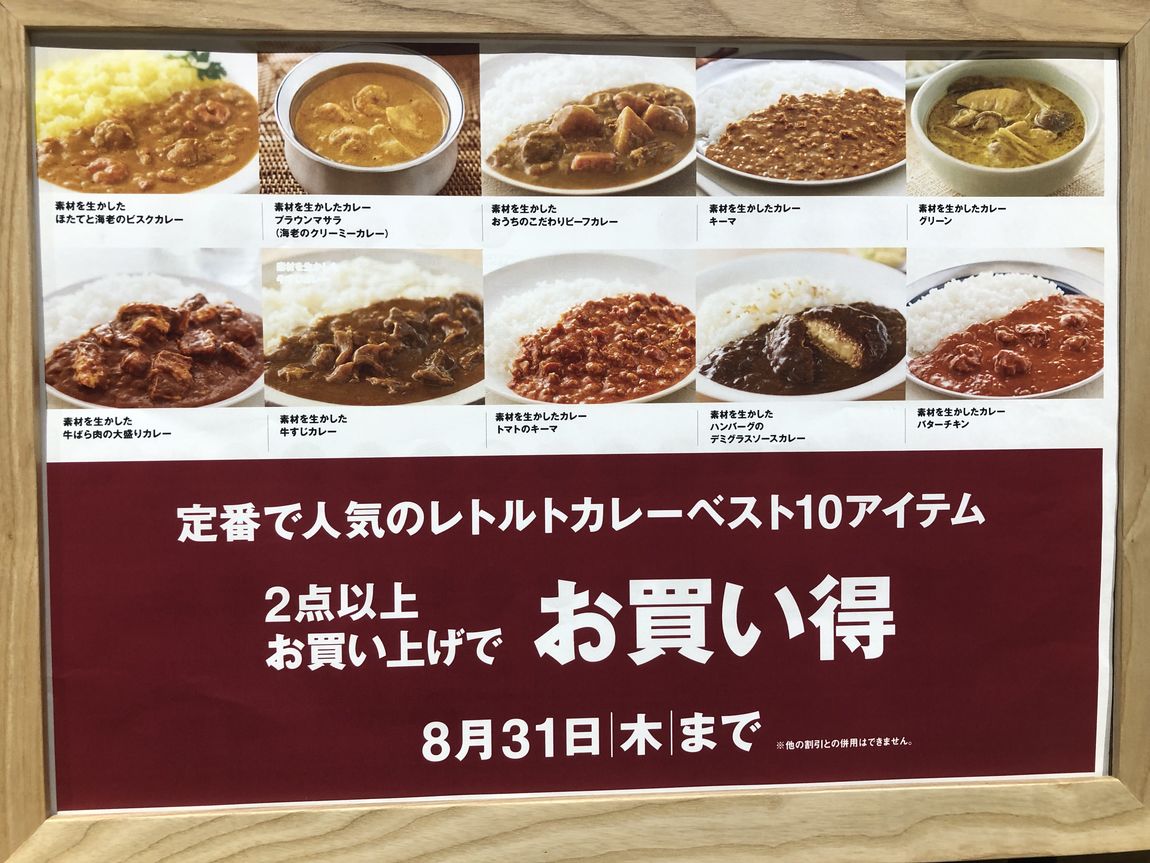 素材を生かした
ほたてと海老のビスクカレー
素材を生かしたカレー
プラウンマサラ
(海老のクリーミーカレー)
素材を生かした
おうちのこだわりビーフカレー
素材を生かしたカレー
キーマ
素材を生かしたカレー
グリーン
素材を生かした
牛ばら肉の大盛りカレー
素材を生かした
牛すじカレー
素材を生かしたカレー
トマトのキーマ
素材を生かした
ハンバーグの
デミグラスソースカレー
素材を生かしたカレー
バターチキン
定番で人気のレトルトカレーベスト10アイテム
2点以上
お買い上げで
お買い得
8月31日|木|まで
※他の割引との併用はできません。